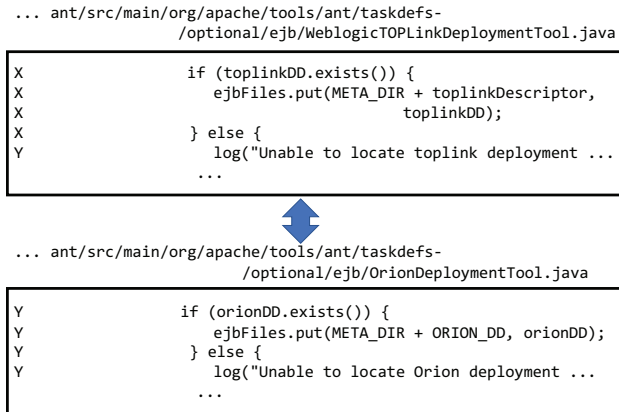 ... ant/src/main/org/apache/tools/ant/taskdefs-
/optional/ejb/WeblogicTOPLinkDeploymentTool.java
X if (toplinkDD.exists()) {
X ejbFiles.put(META_DIR + toplinkDescriptor,
X toplinkDD);
X } else {
Y log("Unable to locate toplink deployment ...
...
... ant/src/main/org/apache/tools/ant/taskdefs-
/optional/ejb/OrionDeploymentTool.java
Y if (orionDD.exists()) {
Y ejbFiles.put(META_DIR + ORION_DD, orionDD);
Y } else {
Y log("Unable to locate Orion deployment ...
...